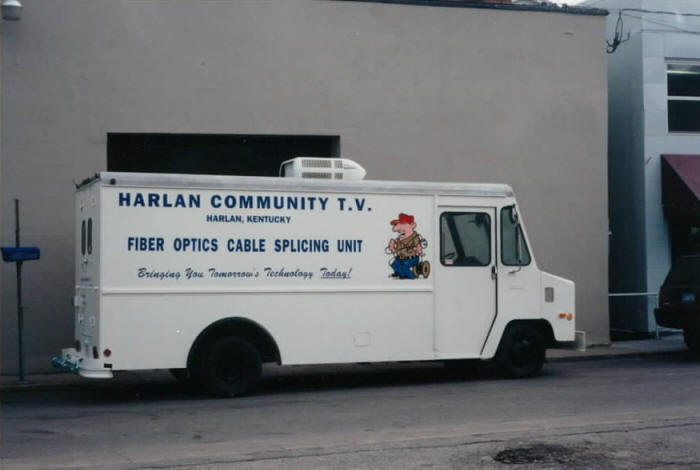 HARLAN COMMUNITY T.V.
HARLAN, KENTUCKY
FIBER OPTICS CABLE SPLICING UNIT
Bringing You Tomorrow's Technology Today!